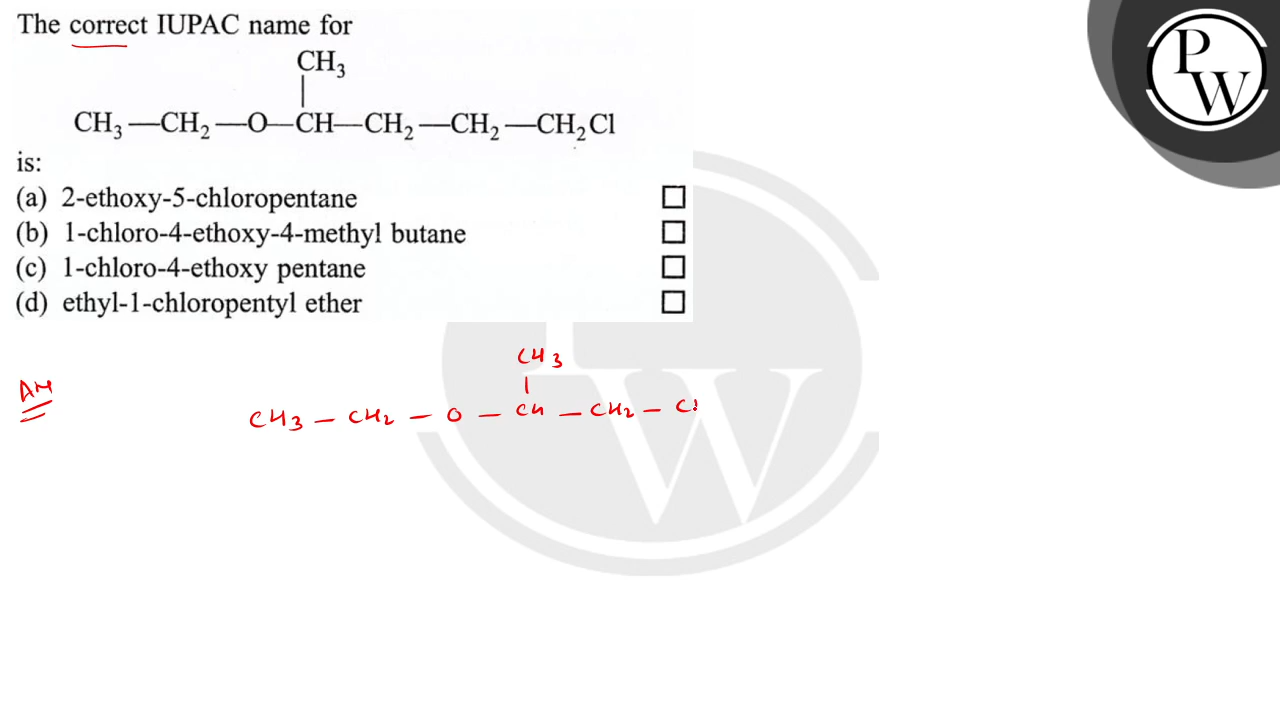 The correct IUPAC name for
CH₃
|
CH₃—CH₂—O—CH—CH₂—CH₂—CH₂Cl
is:
(a) 2-ethoxy-5-chloropentane
(b) 1-chloro-4-ethoxy-4-methyl butane
(c) 1-chloro-4-ethoxy pentane
(d) ethyl-1-chloropentyl ether
CH₃
|
CH₃ — CH₂ — O — CH — CH₂ —
PW